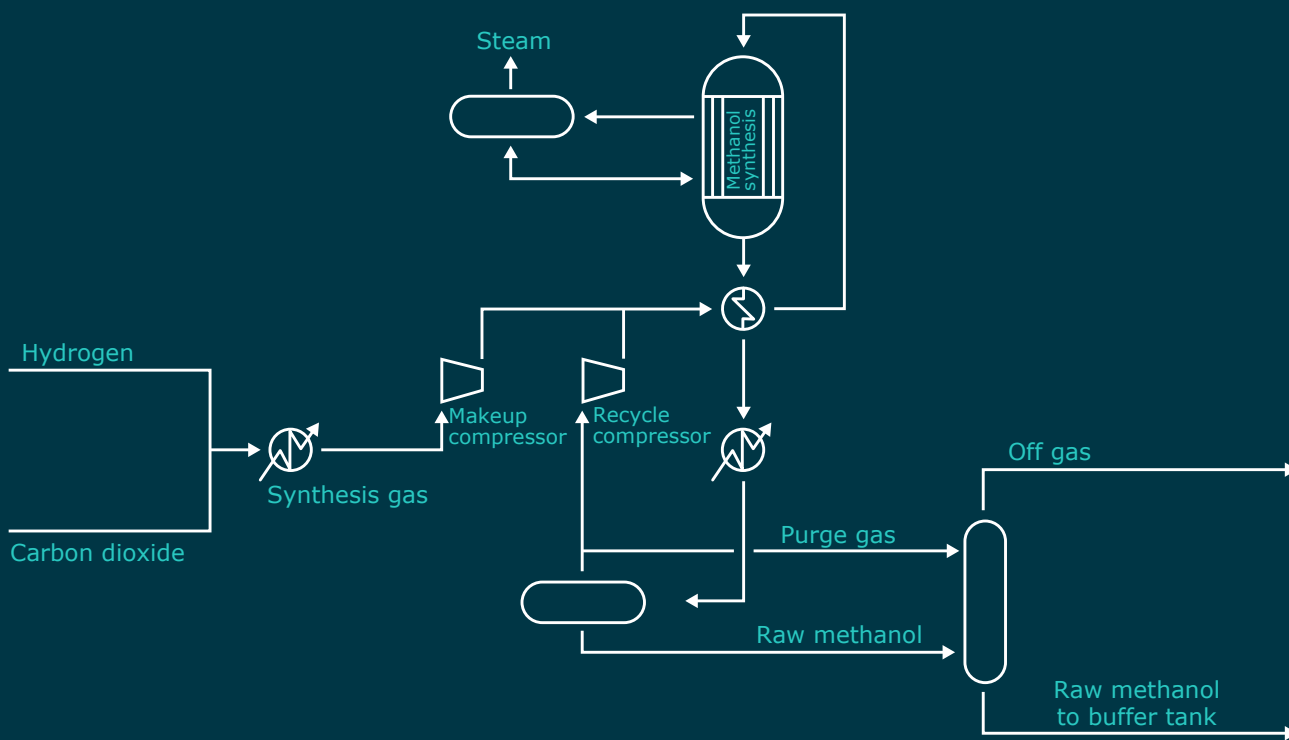 Steam
Methanol
synthesis
Hydrogen
Makeup
compressor
Recycle
compressor
Synthesis gas
Carbon dioxide
Off gas
Purge gas
Raw methanol
Raw methanol
to buffer tank